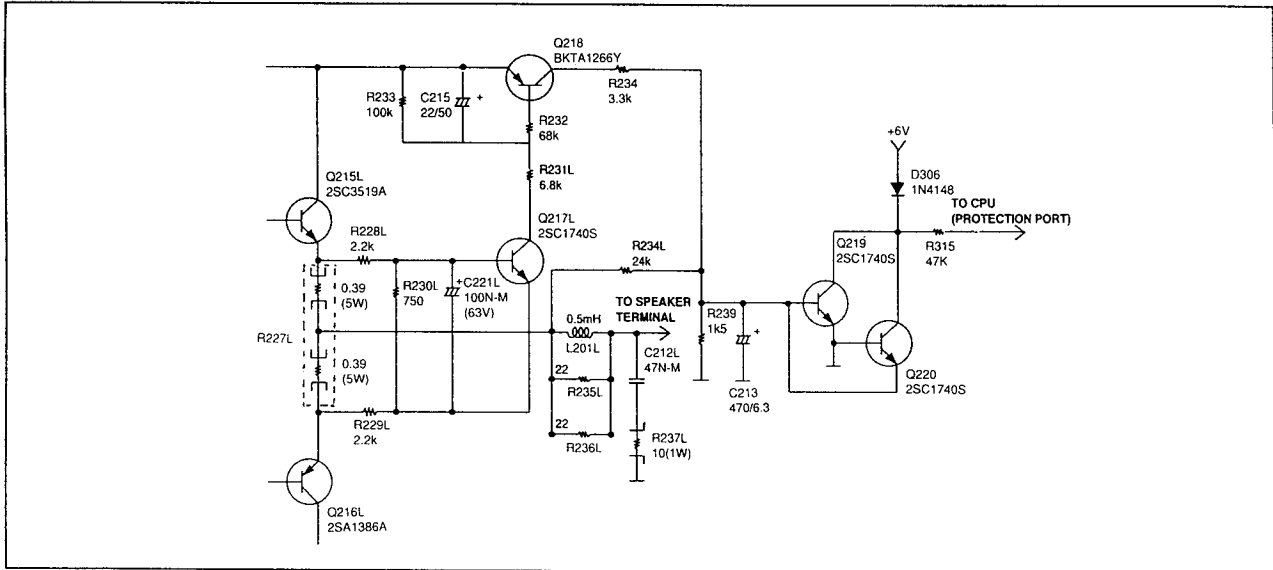 Q218
BKTA1266Y
R233
100k
C215
22/50
+
R234
3.3k
R232
68k
+6V
R231L
6.8k
D306
1N4148
Q215L
2SC3519A
TO CPU
(PROTECTION PORT)
R228L
2.2k
Q217L
2SC1740S
R315
47K
Q219
2SC1740S
R234L
24k
0.39
(5W)
R230L
750
+
C221L
100N-M
(63V)
TO SPEAKER
TERMINAL
R239
1k5
+
0.5mH
L201L
R227L
C212L
47N-M
0.39
(5W)
22
R235L
Q220
2SC1740S
C213
470/6.3
R229L
2.2k
22
R236L
R237L
10(1W)
Q216L
2SA1386A